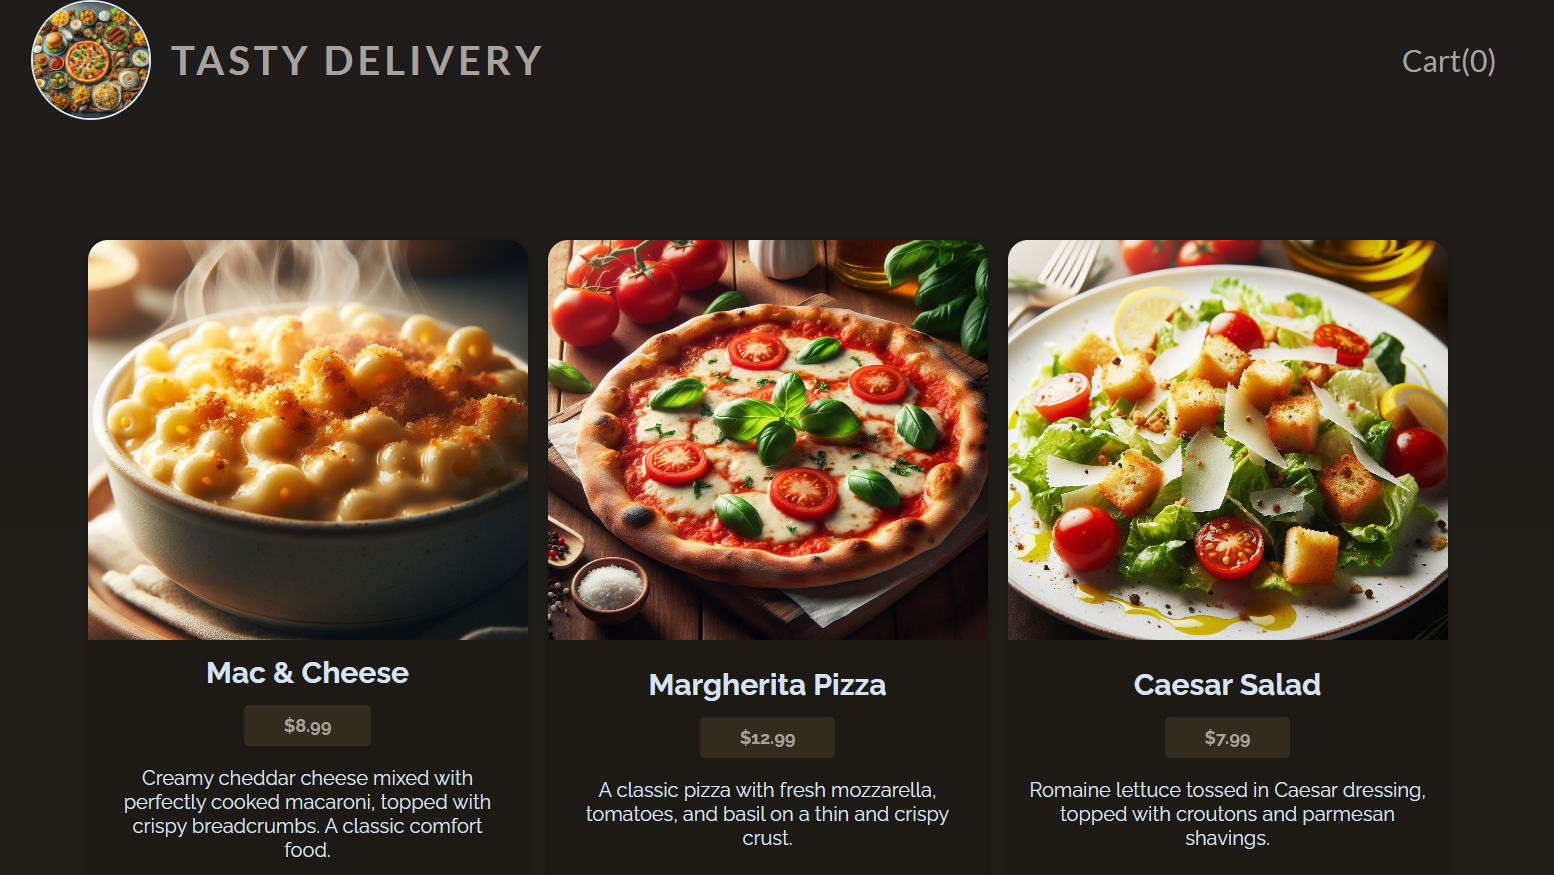 TASTY DELIVERY
Cart(0)
Mac & Cheese
$8.99
Creamy cheddar cheese mixed with
perfectly cooked macaroni, topped with
crispy breadcrumbs. A classic comfort
food.
Margherita Pizza
$12.99
A classic pizza with fresh mozzarella,
tomatoes, and basil on a thin and crispy
crust.
Caesar Salad
$7.99
Romaine lettuce tossed in Caesar dressing,
topped with croutons and parmesan
shavings.